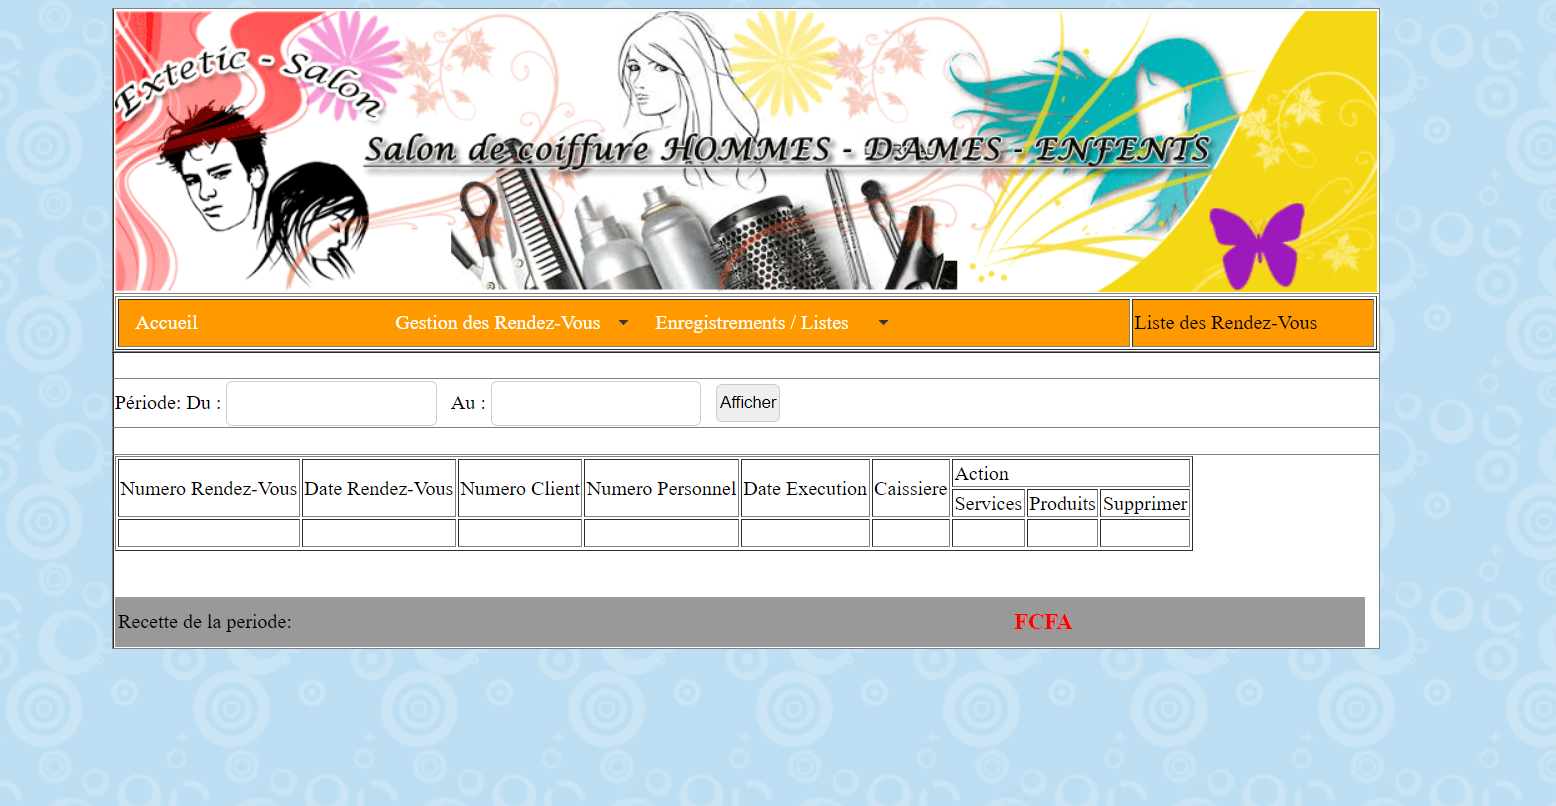 Extetic - Salon
Salon de coiffure HOMMES - DAMES - ENFENTS
Accueil Gestion des Rendez-Vous Enregistrements / Listes Liste des Rendez-Vous
Période: Du : Au : Afficher
Numero Rendez-Vous Date Rendez-Vous Numero Client Numero Personnel Date Execution Caissiere Action
Services Produits Supprimer
Recette de la periode: FCFA